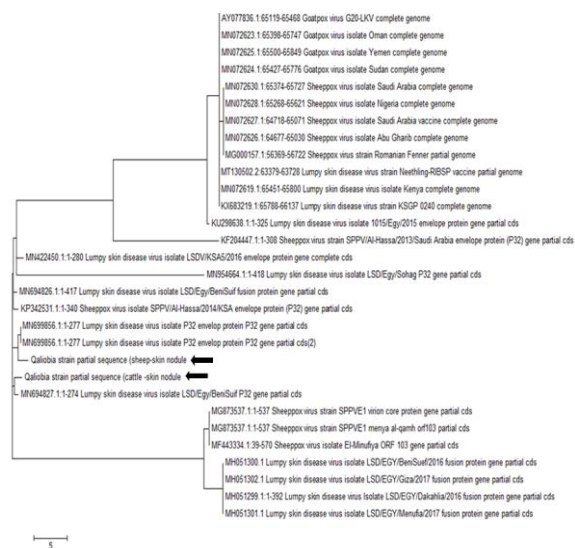 AY077836.1:65119-65468 Goatpox virus G20-LKV complete genome
MN072623.1:65398-65747 Goatpox virus isolate Oman complete genome
MN072625.1:65500-65849 Goatpox virus isolate Yemen complete genome
MN072624.1:65427-65776 Goatpox virus isolate Sudan complete genome
MN072630.1:65374-65727 Sheeppox virus isolate Saudi Arabia complete genome
MN072628.1:65268-65621 Sheeppox virus isolate Nigeria complete genome
MN072627.1:64718-65071 Sheeppox virus isolate Saudi Arabia vaccine complete genome
MN072626.1:64677-65030 Sheeppox virus isolate Abu Gharib complete genome
MG000157.1:56369-56722 Sheeppox virus strain Romanian Fenner partial genome
MT130502.2:63379-63728 Lumpy skin disease virus strain Neethling-RIBSP vaccine partial genome
MN072619.1:65451-65800 Lumpy skin disease virus isolate Kenya complete genome
KX683219.1:65788-66137 Lumpy skin disease virus strain KSGP 0240 complete genome
KU298638.1:1-325 Lumpy skin disease virus isolate 1015/Egy/2015 envelope protein gene partial cds
KF204447.1:1-308 Sheeppox virus strain SPPV/Al-Hassa/2013/Saudi Arabia envelope protein (P32) gene partial cds
MN422450.1:1-280 Lumpy skin disease virus isolate LSDV/KSA5/2016 envelope protein gene complete cds
MN954664.1:1-418 Lumpy skin disease virus isolate LSD/Egy/Sohag P32 gene partial cds
MN694826.1:1-417 Lumpy skin disease virus isolate LSD/Egy/BeniSuif fusion protein gene partial cds
KP342531.1:1-340 Sheeppox virus isolate SPPV/Al-Hassa/2014/KSA envelope protein (P32) gene partial cds
MN699856.1:1-277 Lumpy skin disease virus isolate P32 envelop protein P32 gene partial cds
MN699856.1:1-277 Lumpy skin disease virus isolate P32 envelop protein P32 gene partial cds(2)
Qaliobia strain partial sequence (sheep-skin nodule
Qaliobia strain partial sequence (cattle -skin nodule
MN694827.1:1-274 Lumpy skin disease virus isolate LSD/Egy/BeniSuif P32 gene partial cds
MG873537.1:1-537 Sheeppox virus strain SPPVE1 virion core protein gene partial cds
MG873537.1:1-537 Sheeppox virus strain SPPVE1 menya al-qamh orf103 partial cds
MF443334.1:39-570 Sheeppox virus isolate El-Minufiya ORF 103 gene partial cds
MH051300.1 Lumpy skin disease virus isolate LSD/EGY/BeniSuef/2016 fusion protein gene partial cds
MH051302.1 Lumpy skin disease virus isolate LSD/EGY/Giza/2017 fusion protein gene partial cds
MH051299.1:1-392 Lumpy skin disease virus Isolate LSD/EGY/Dakahlia/2016 fusion protein gene partial cds
MH051301.1 Lumpy skin disease virus isolate LSD/EGY/Menufia/2017 fusion protein gene partial cds
5